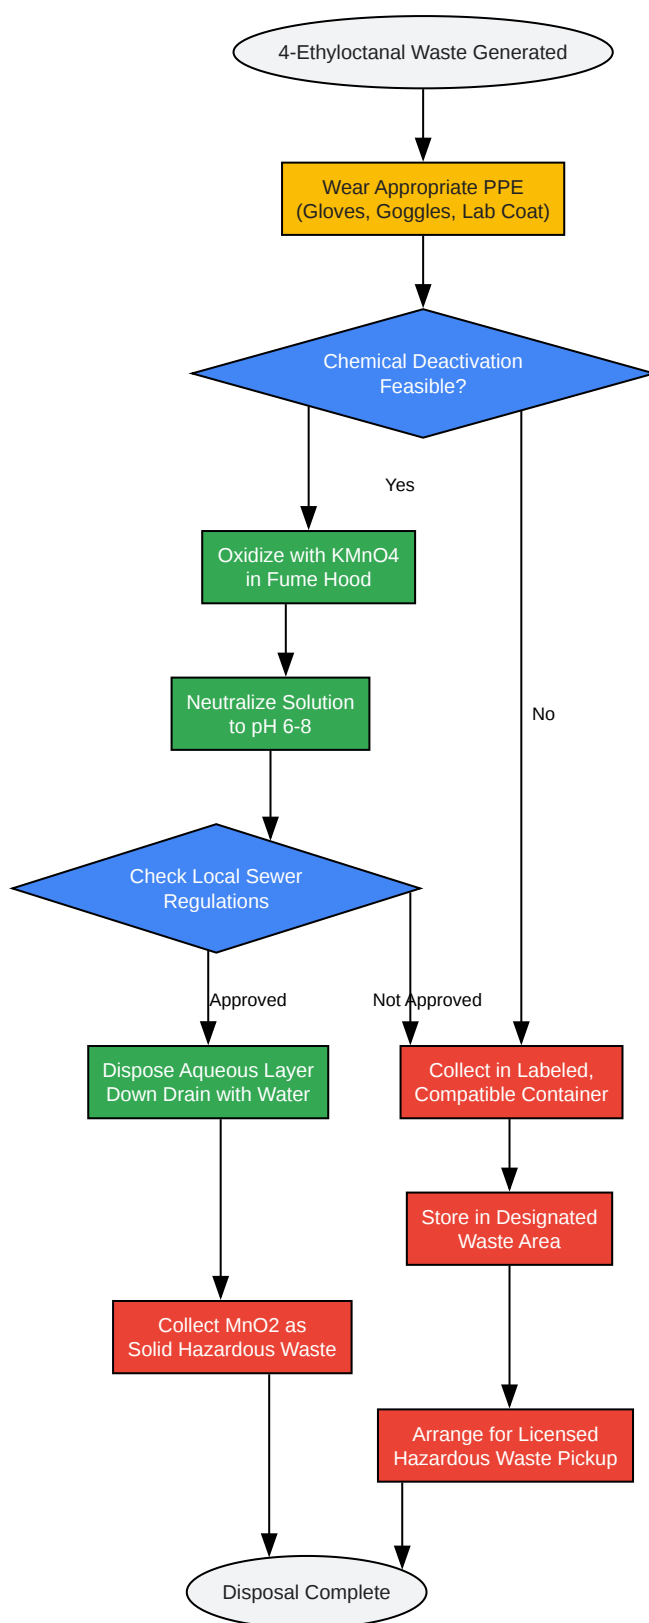 4-Ethyloctanal Waste Generated
Wear Appropriate PPE
(Gloves, Goggles, Lab Coat)
Chemical Deactivation
Feasible?
Yes
Oxidize with KMnO4
in Fume Hood
Neutralize Solution
to pH 6-8
No
Check Local Sewer
Regulations
Approved
Not Approved
Dispose Aqueous Layer
Down Drain with Water
Collect in Labeled,
Compatible Container
Store in Designated
Waste Area
Collect MnO2 as
Solid Hazardous Waste
Arrange for Licensed
Hazardous Waste Pickup
Disposal Complete